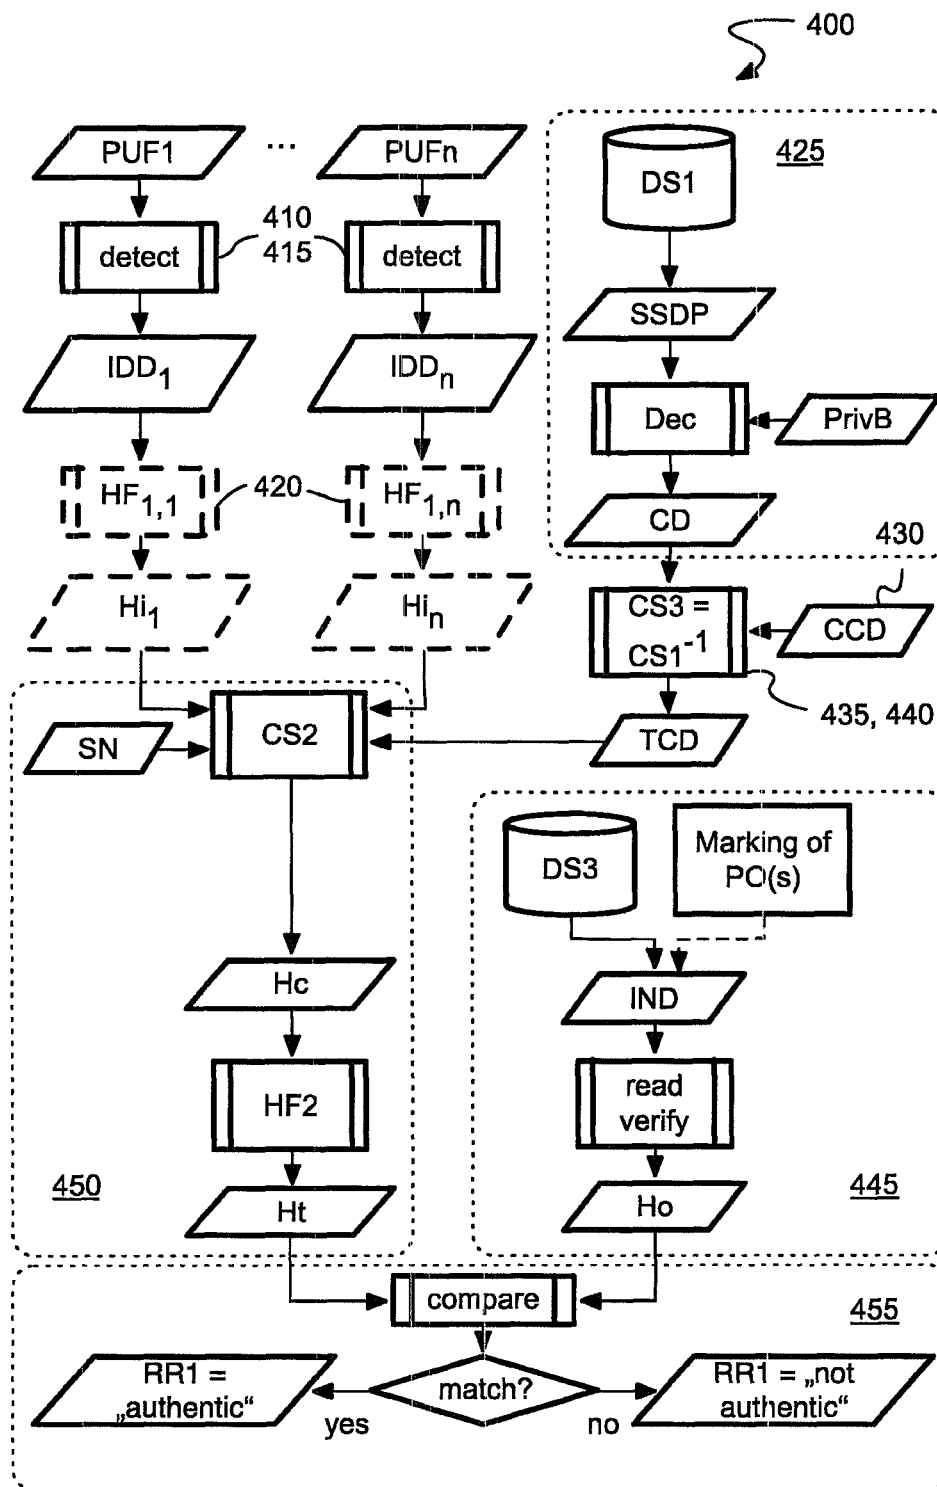 400
PUF1
...
PUFn
DS1
425
detect
410
415
detect
SSDP
IDD1
IDDn
Dec
PrivB
HF1,1
420
HF1,n
CD
430
Hi1
Hin
CS3 =
CS1-1
CCD
435, 440
SN
CS2
TCD
DS3
Marking of
PO(s)
Hc
IND
HF2
read
verify
450
445
Ht
Ho
compare
455
RR1 =
„authentic“
match?
RR1 = „not
authentic“
yes
no